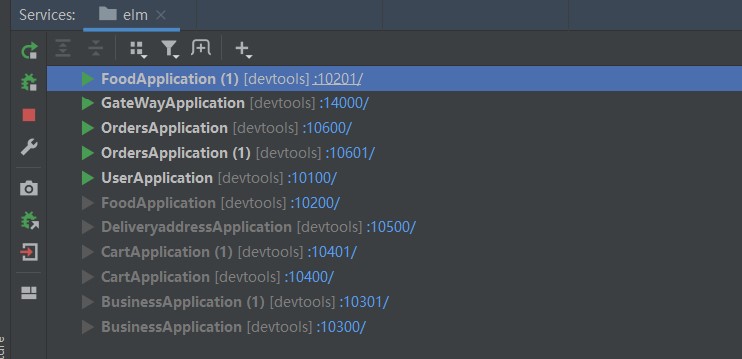 Services: elm
FoodApplication (1) [devtools] :10201/
GateWayApplication [devtools] :14000/
OrdersApplication [devtools] :10600/
OrdersApplication (1) [devtools] :10601/
UserApplication [devtools] :10100/
FoodApplication [devtools] :10200/
DeliveryaddressApplication [devtools] :10500/
CartApplication (1) [devtools] :10401/
CartApplication [devtools] :10400/
BusinessApplication (1) [devtools] :10301/
BusinessApplication [devtools] :10300/